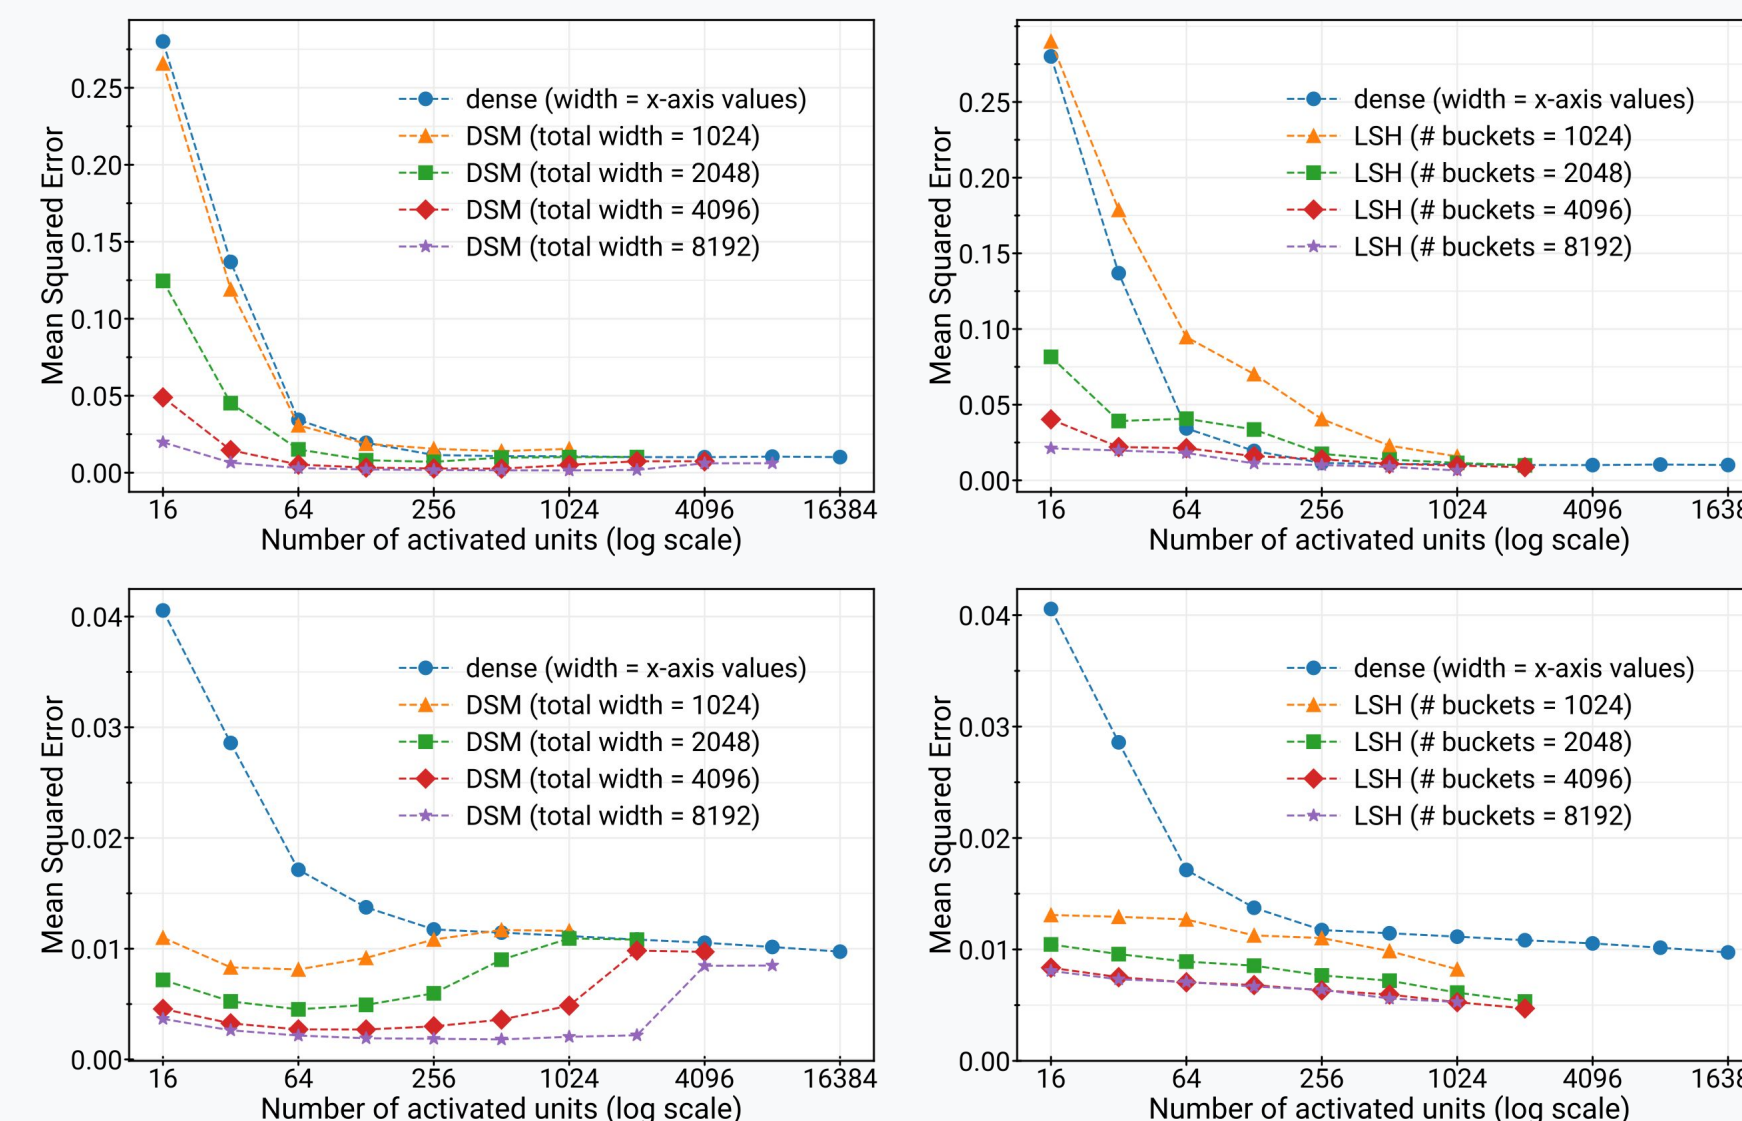 Mean Squared Error
0.25
0.20
0.15
0.10
0.05
0.00
dense (width = x-axis values)
DSM (total width = 1024)
DSM (total width = 2048)
DSM (total width = 4096)
DSM (total width = 8192)
16 64 256 1024 4096 16384
Number of activated units (log scale)
Mean Squared Error
0.25
0.20
0.15
0.10
0.05
0.00
dense (width = x-axis values)
LSH (# buckets = 1024)
LSH (# buckets = 2048)
LSH (# buckets = 4096)
LSH (# buckets = 8192)
16 64 256 1024 4096
Number of activated units (log scale)
Mean Squared Error
0.04
0.03
0.02
0.01
0.00
dense (width = x-axis values)
DSM (total width = 1024)
DSM (total width = 2048)
DSM (total width = 4096)
DSM (total width = 8192)
16 64 256 1024 4096 16384
Number of activated units (log scale)
Mean Squared Error
0.04
0.03
0.02
0.01
0.00
dense (width = x-axis values)
LSH (# buckets = 1024)
LSH (# buckets = 2048)
LSH (# buckets = 4096)
LSH (# buckets = 8192)
16 64 256 1024 4096
Number of activated units (log scale)